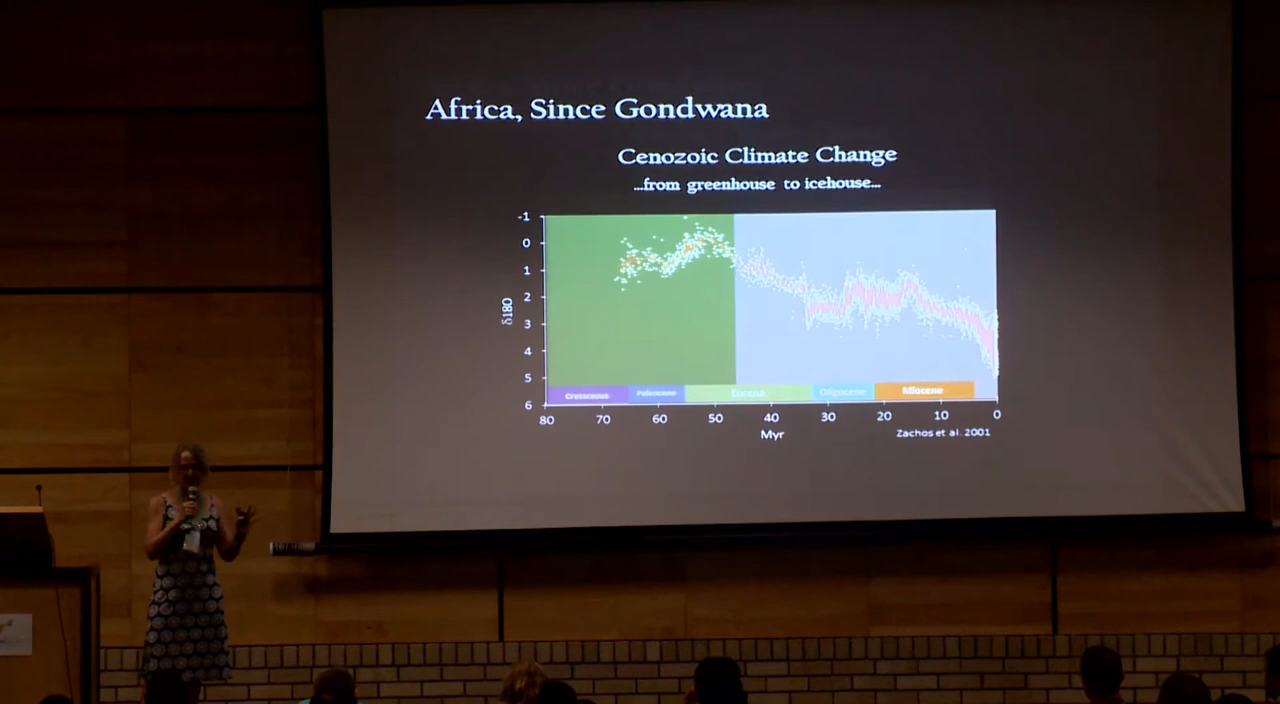 Africa, Since Gondwana
Cenozoic Climate Change
...from greenhouse to icehouse...
-1
0
1
2
3
4
5
6
δ18O
Cretaceous Paleocene Eocene Oligocene Miocene
80 70 60 50 40 30 20 10 0
Myr
Zachos et al. 2001